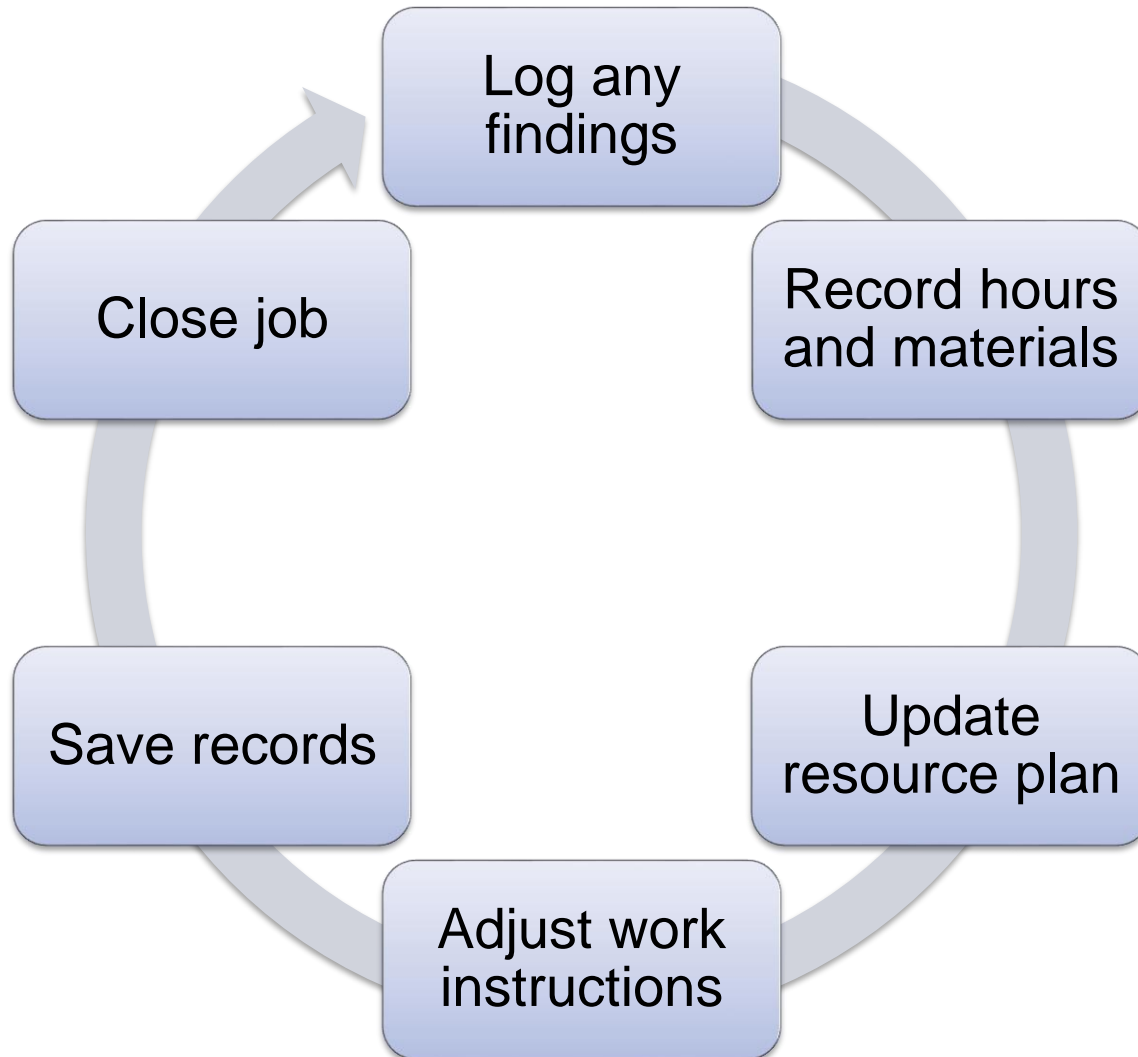 Log any
findings
Record hours
and materials
Update
resource plan
Adjust work
instructions
Save records
Close job